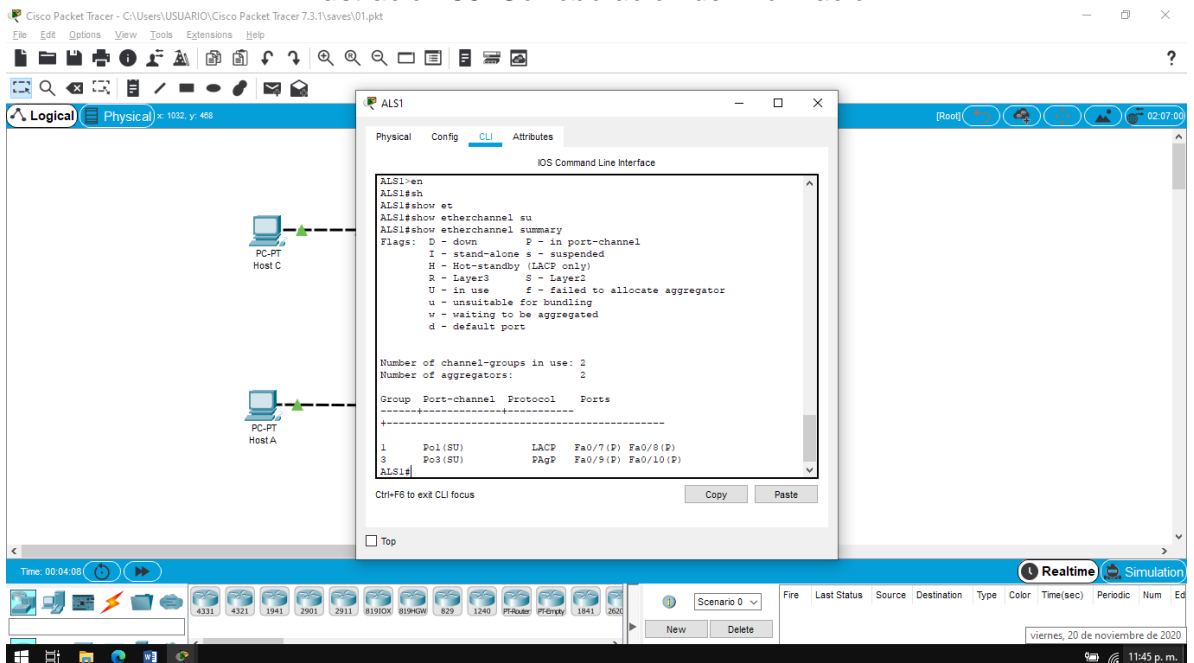 Cisco Packet Tracer - C:\Users\USUARIO\Cisco Packet Tracer 7.3.1\saves\01.pkt
File Edit Options View Tools Extensions Help
Logical Physical x: 1032, y: 468
[Root] 02:07:00
PC-PT
Host C
PC-PT
Host A
ALS1
Physical Config CLI Attributes
IOS Command Line Interface
ALS1>en
ALS1#sh
ALS1#show et
ALS1#show etherchannel su
ALS1#show etherchannel summary
Flags:  D - down        P - in port-channel
        I - stand-alone s - suspended
        H - Hot-standby (LACP only)
        R - Layer3      S - Layer2
        U - in use      f - failed to allocate aggregator
        u - unsuitable for bundling
        w - waiting to be aggregated
        d - default port
Number of channel-groups in use: 2
Number of aggregators:           2
Group  Port-channel  Protocol    Ports
------+-------------+-----------
+----------------------------------------------
1      Po1(SU)           LACP   Fa0/7(P) Fa0/8(P)
3      Po3(SU)           PAgP   Fa0/9(P) Fa0/10(P)
ALS1#
Ctrl+F6 to exit CLI focus
Copy Paste
Top
Time: 00:04:08
Realtime Simulation
4331 4321 1941 2901 2911 819IOX 819HGW 829 1240 PT-Router PT-Empty 1841 262
Scenario 0
New Delete
Fire Last Status Source Destination Type Color Time(sec) Periodic Num Ed
viernes, 20 de noviembre de 2020
11:45 p. m.